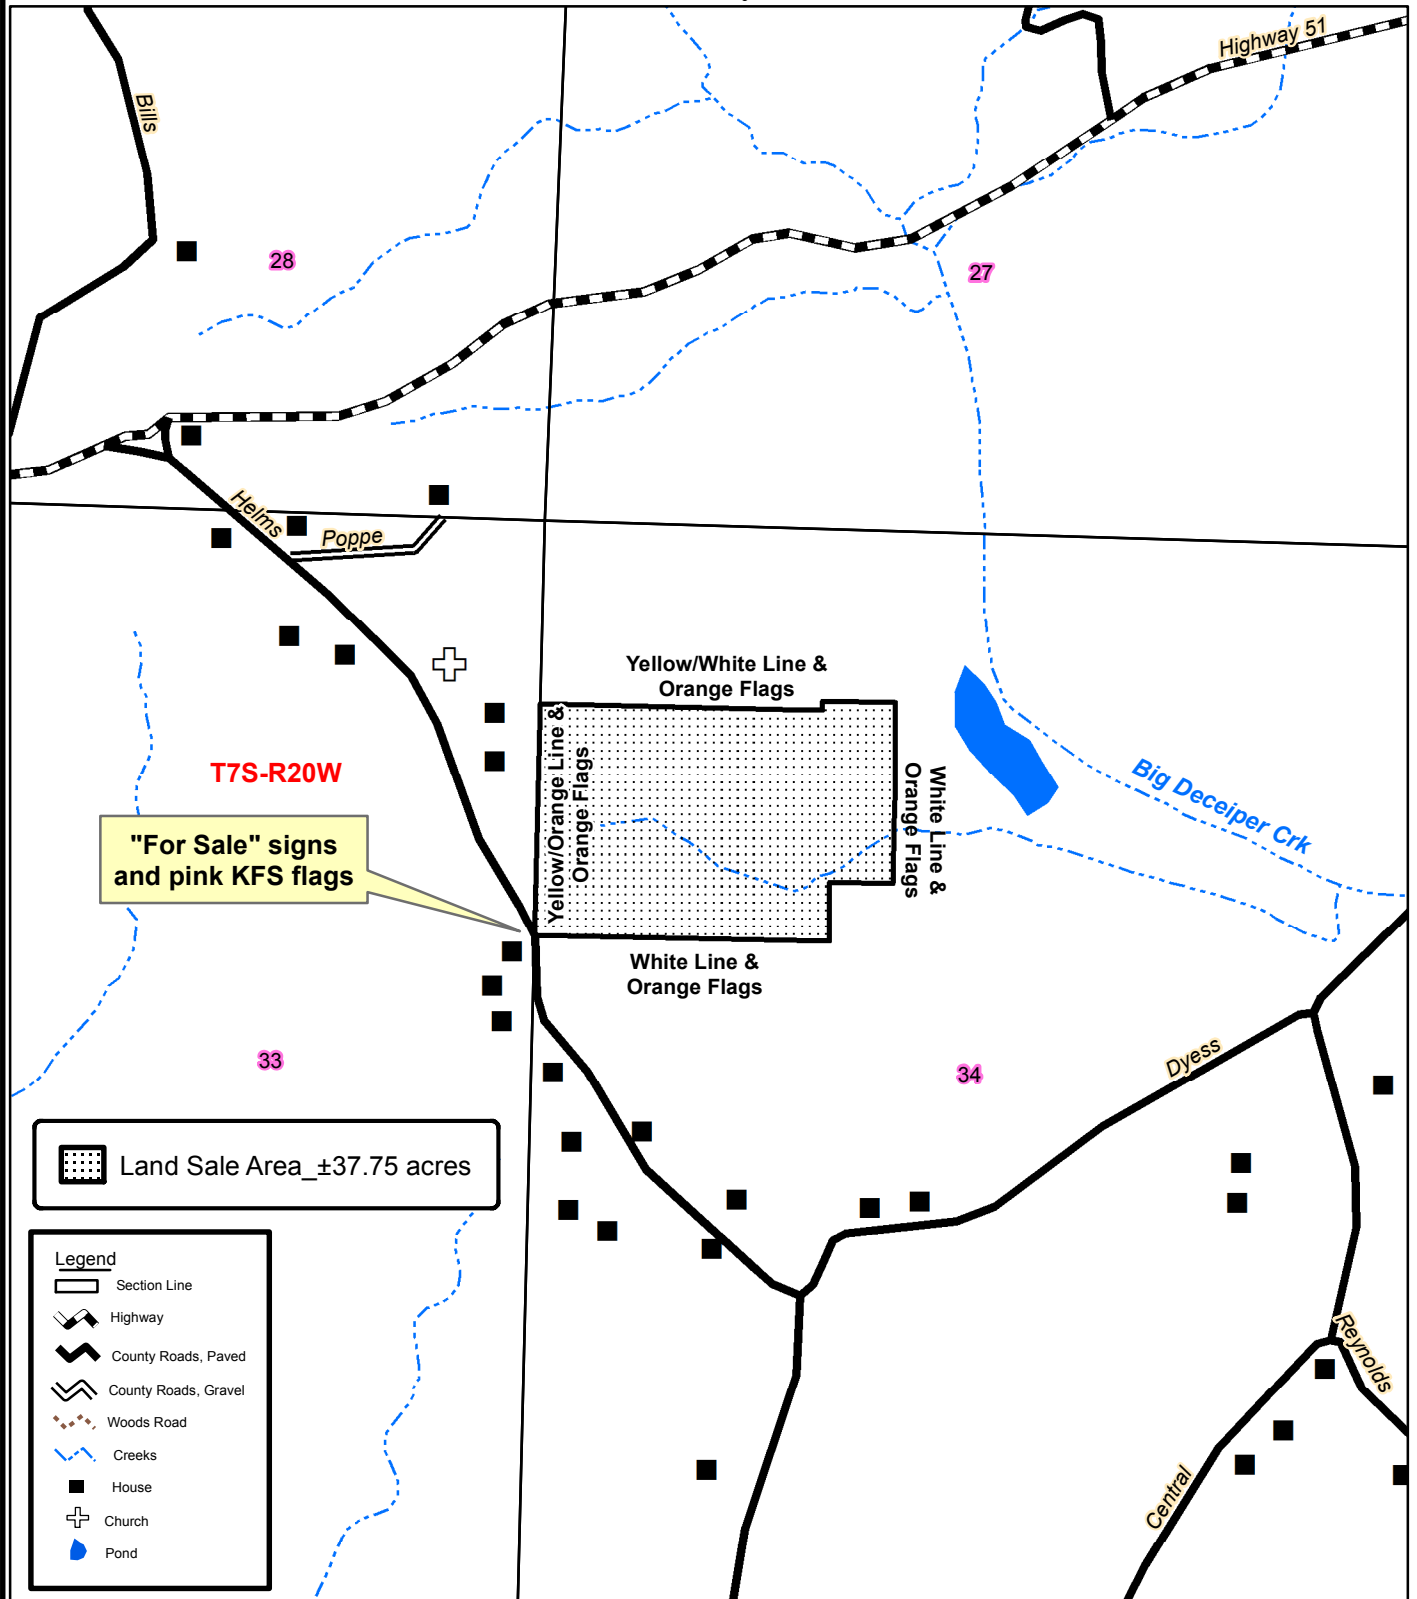 Highway 51
Bills
28
27
Helms
Poppe
Yellow/White Line &
Orange Flags
Yellow/Orange Line &
Orange Flags
White Line &
Orange Flags
T7S-R20W
Big Deceiper Crk
"For Sale" signs
and pink KFS flags
White Line &
Orange Flags
33
34
Dyess
Land Sale Area_±37.75 acres
Legend
Section Line
Highway
County Roads, Paved
County Roads, Gravel
Woods Road
Creeks
House
Church
Pond
Reynolds
Central